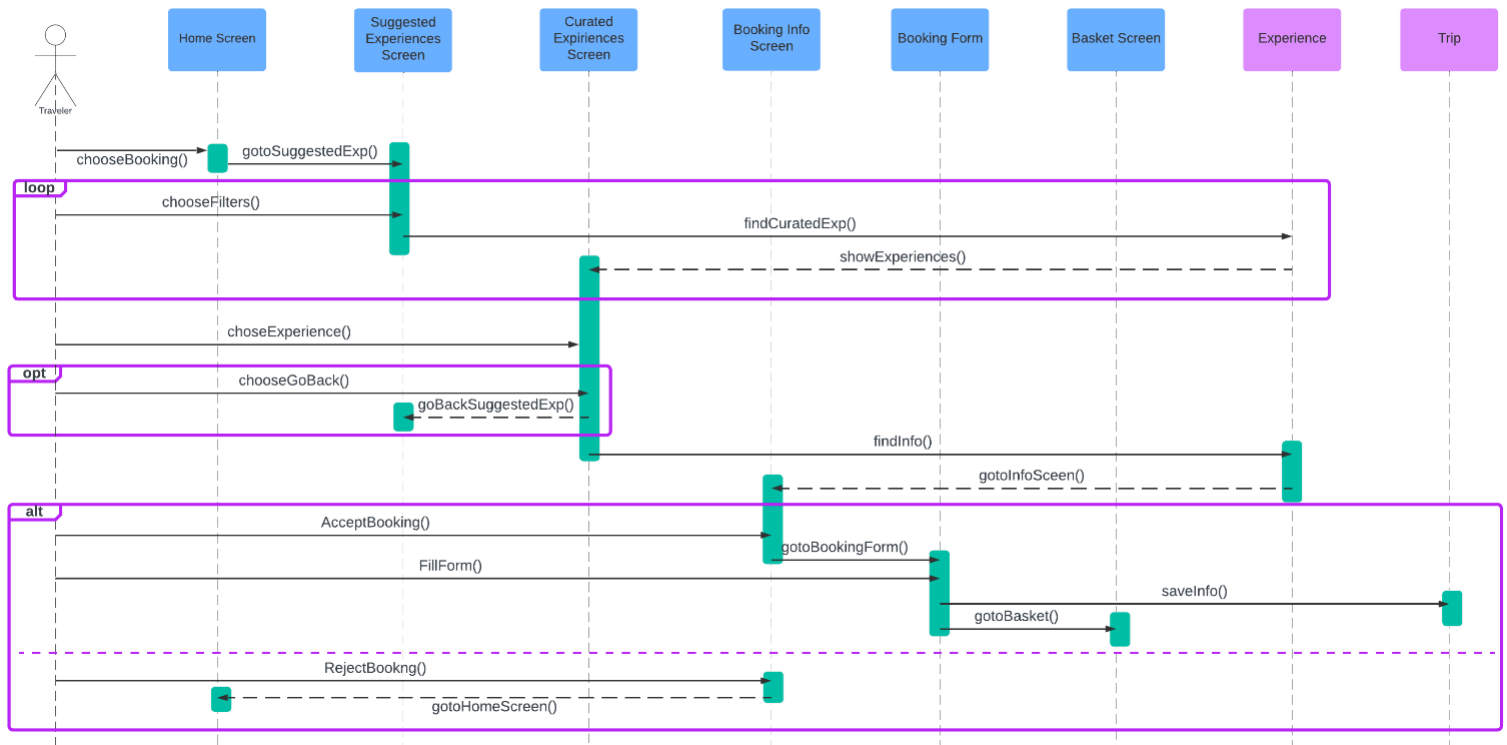 Home Screen
Suggested
Experiences
Screen
Curated
Expiriences
Screen
Booking Info
Screen
Booking Form
Basket Screen
Experience
Trip
Traveler
chooseBooking()
gotoSuggestedExp()
loop
chooseFilters()
findCuratedExp()
showExperiences()
choseExperience()
opt
chooseGoBack()
goBackSuggestedExp()
findInfo()
gotoInfoSceen()
alt
AcceptBooking()
gotoBookingForm()
FillForm()
saveInfo()
gotoBasket()
RejectBookng()
gotoHomeScreen()